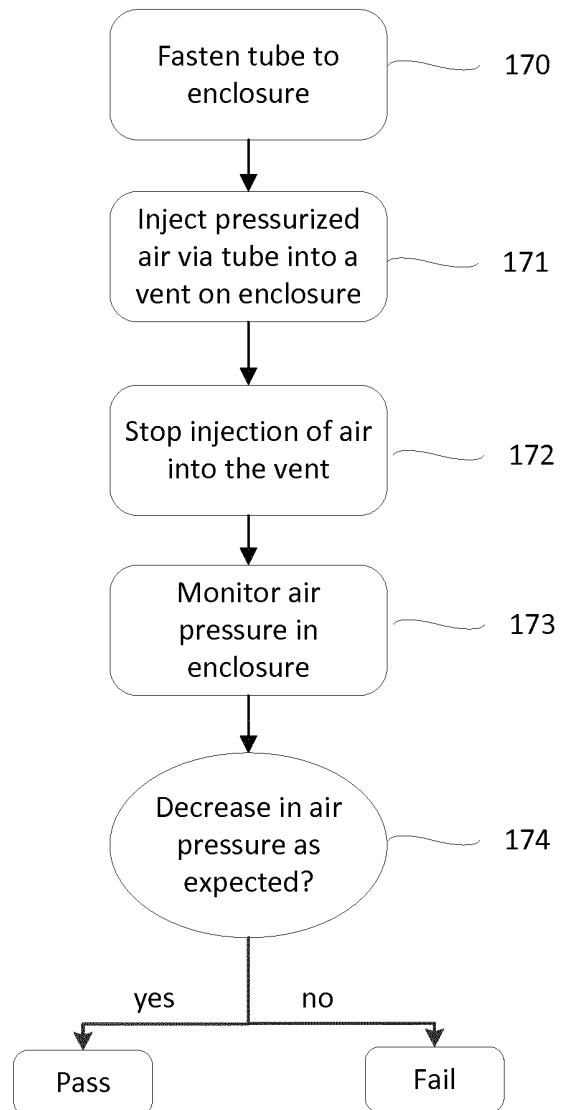 Fasten tube to
enclosure
170
Inject pressurized
air via tube into a
vent on enclosure
171
Stop injection of air
into the vent
172
Monitor air
pressure in
enclosure
173
Decrease in air
pressure as
expected?
174
yes
no
Pass
Fail